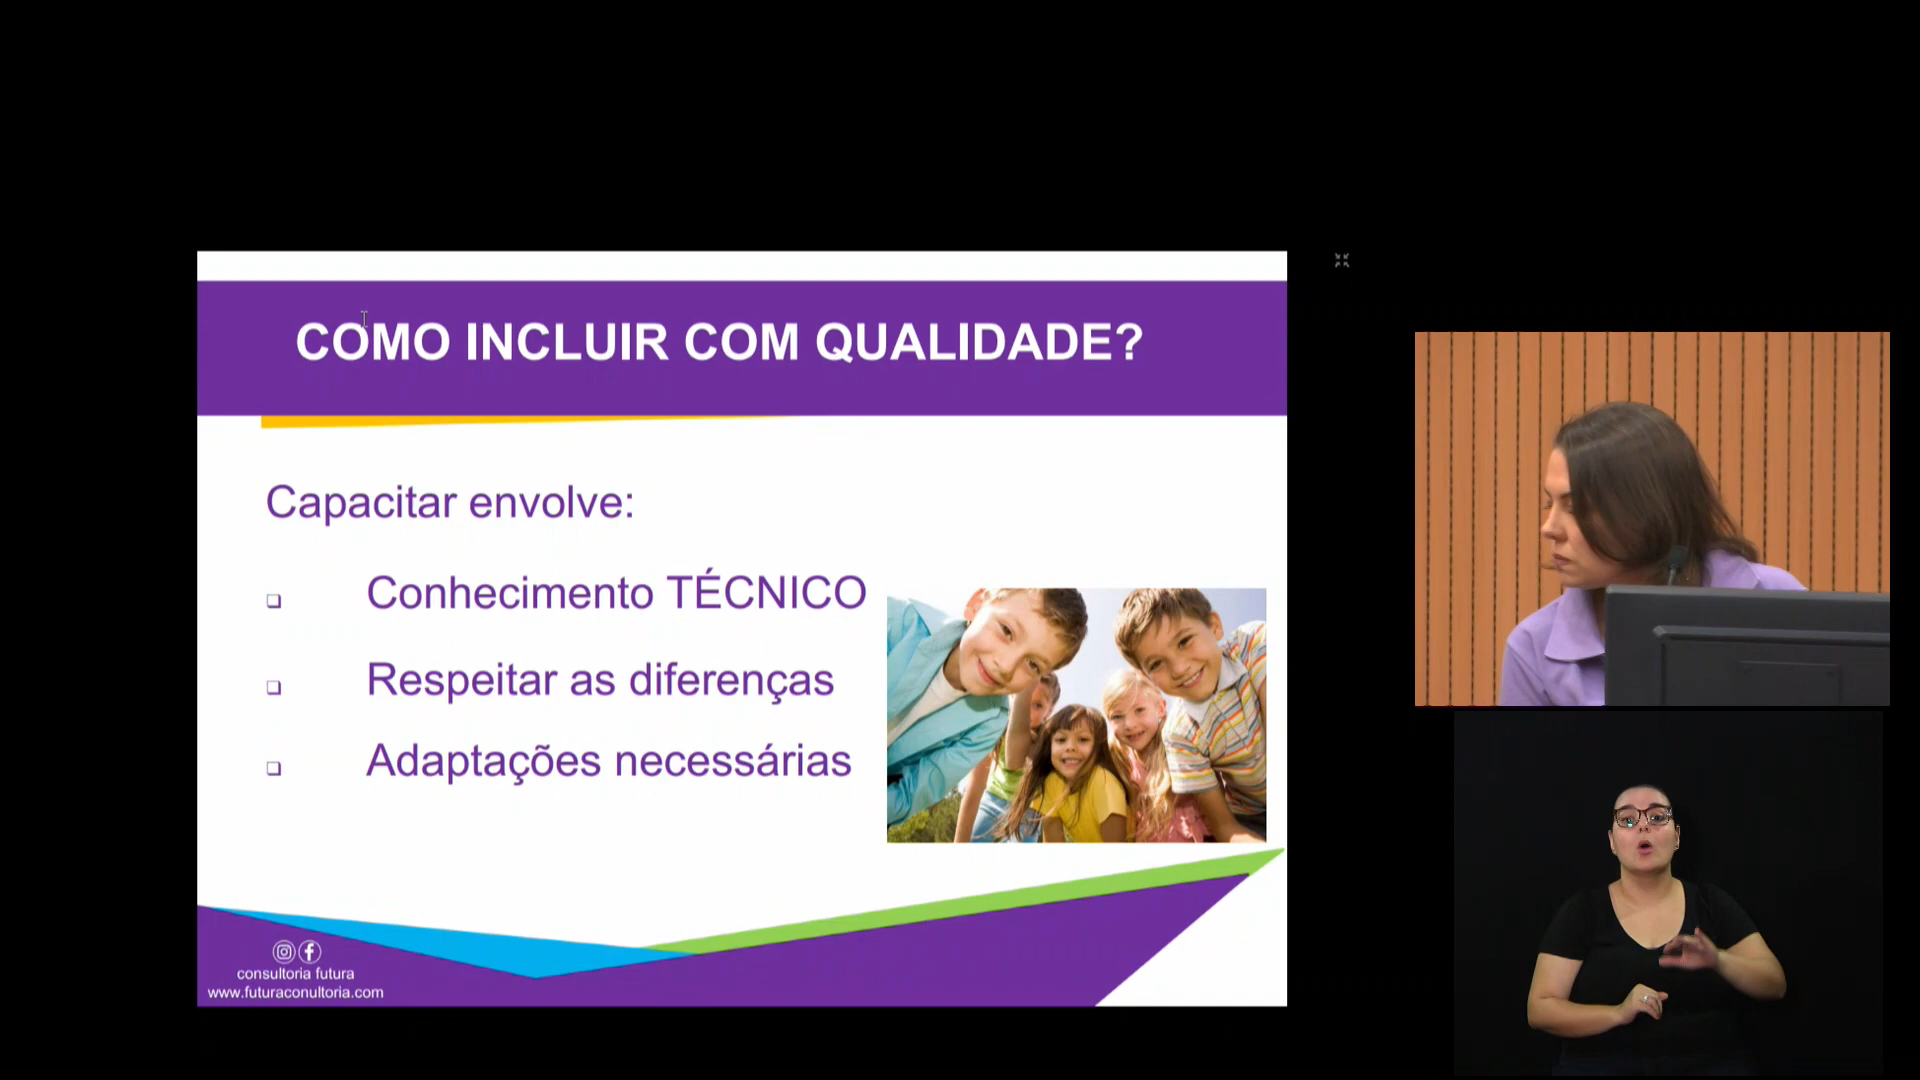 COMO INCLUIR COM QUALIDADE?
Capacitar envolve:
Conhecimento TÉCNICO
Respeitar as diferenças
Adaptações necessárias
consultoria futura
www.futuraconultoria.com